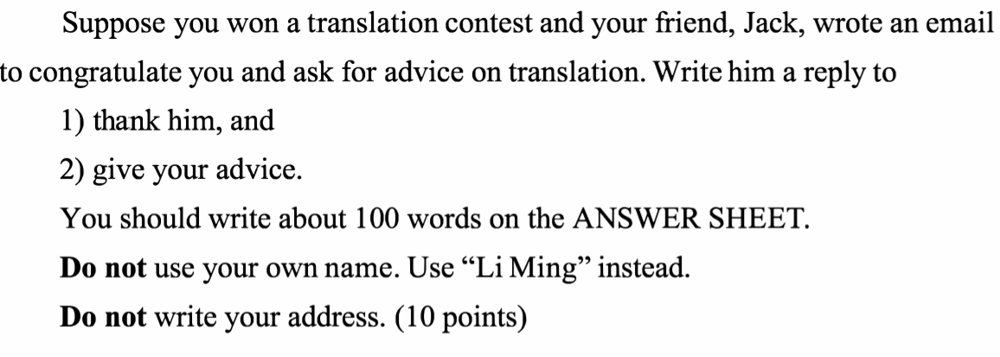 Suppose you won a translation contest and your friend, Jack, wrote an email
to congratulate you and ask for advice on translation. Write him a reply to
1) thank him, and
2) give your advice.
You should write about 100 words on the ANSWER SHEET.
Do not use your own name. Use “Li Ming” instead.
Do not write your address. (10 points)